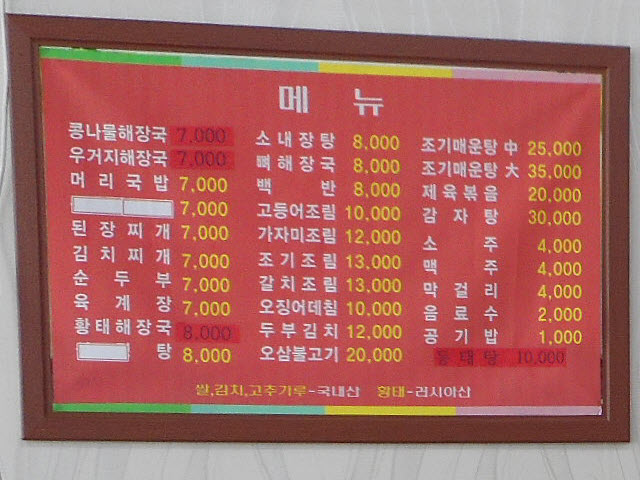 메 뉴
콩나물해장국 7,000
우거지해장국 7,000
머리국밥 7,000
7,000
된장찌개 7,000
김치찌개 7,000
순두부 7,000
육계장 7,000
황태해장국 8,000
탕 8,000
소내장탕 8,000
뼈해장국 8,000
백반 8,000
고등어조림 10,000
가자미조림 12,000
조기조림 13,000
갈치조림 13,000
오징어데침 10,000
두부김치 12,000
오삼불고기 20,000
조기매운탕 中 25,000
조기매운탕 大 35,000
제육볶음 20,000
감자탕 30,000
소주 4,000
맥주 4,000
막걸리 4,000
음료수 2,000
공기밥 1,000
동태탕 10,000
쌀,김치,고추가루-국내산 황태-러시아산